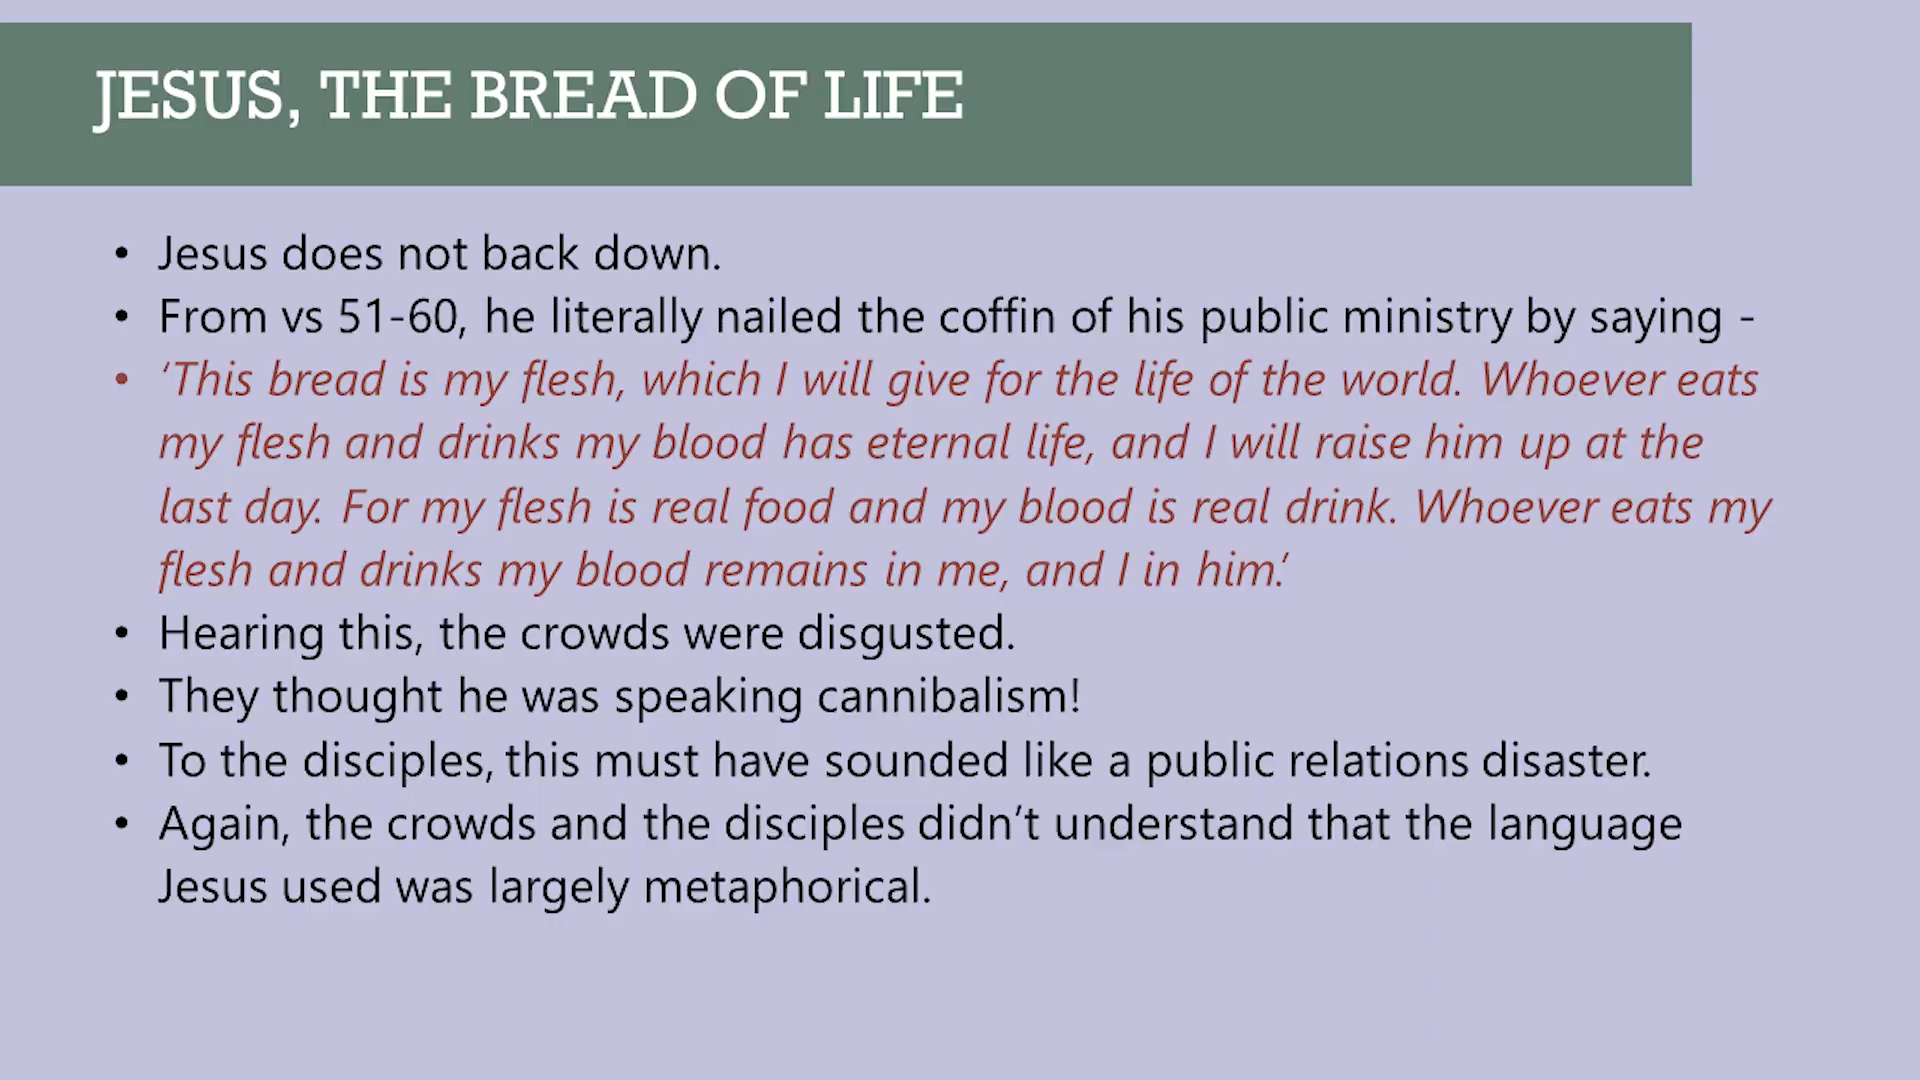 JESUS, THE BREAD OF LIFE
• Jesus does not back down.
• From vs 51-60, he literally nailed the coffin of his public ministry by saying -
• ‘This bread is my flesh, which I will give for the life of the world. Whoever eats
my flesh and drinks my blood has eternal life, and I will raise him up at the
last day. For my flesh is real food and my blood is real drink. Whoever eats my
flesh and drinks my blood remains in me, and I in him.’
• Hearing this, the crowds were disgusted.
• They thought he was speaking cannibalism!
• To the disciples, this must have sounded like a public relations disaster.
• Again, the crowds and the disciples didn’t understand that the language
Jesus used was largely metaphorical.